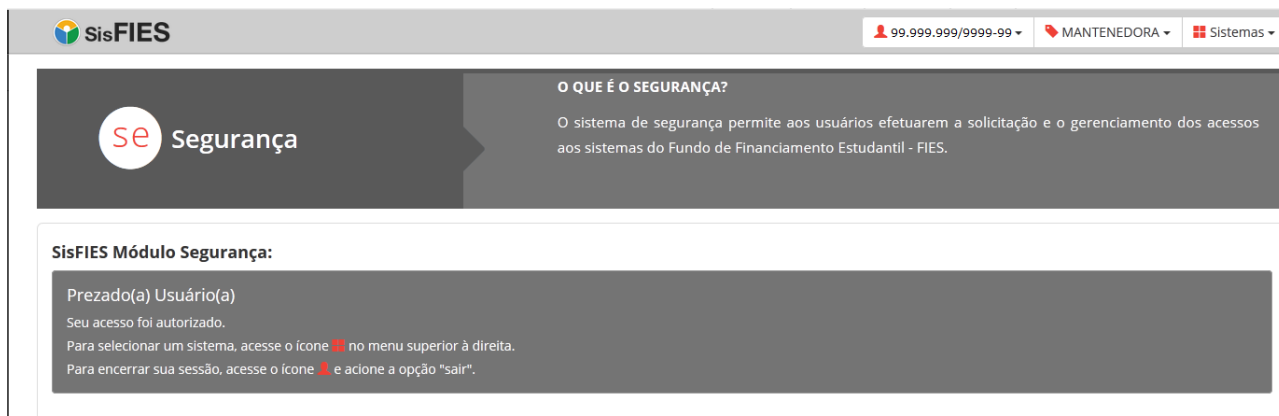 SisFIES
99.999.999/9999-99
MANTENEDORA
Sistemas
O QUE É O SEGURANÇA?
se Segurança
O sistema de segurança permite aos usuários efetuarem a solicitação e o gerenciamento dos acessos
aos sistemas do Fundo de Financiamento Estudantil - FIES.
SisFIES Módulo Segurança:
Prezado(a) Usuário(a)
Seu acesso foi autorizado.
Para selecionar um sistema, acesse o ícone no menu superior à direita.
Para encerrar sua sessão, acesse o ícone e acione a opção "sair".